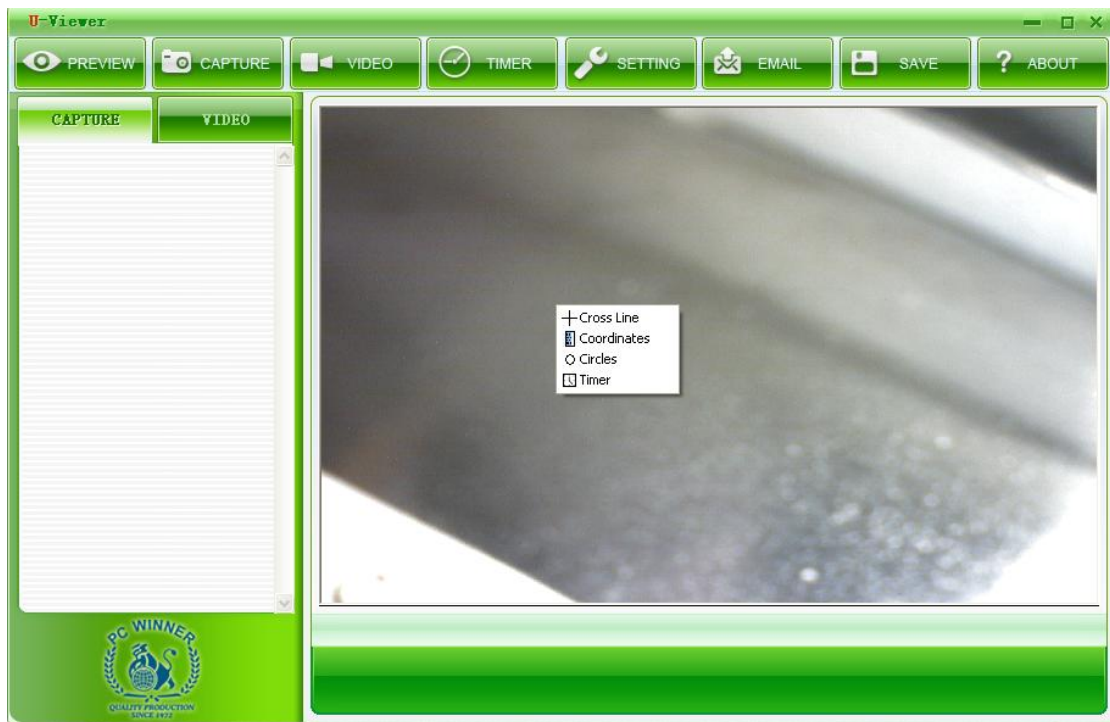 U-Viewer
PREVIEW CAPTURE VIDEO TIMER SETTING EMAIL SAVE ? ABOUT
CAPTURE VIDEO
Cross Line
Coordinates
Circles
Timer
PC WINNER
QUALITY PRODUCTION
SINCE 1972